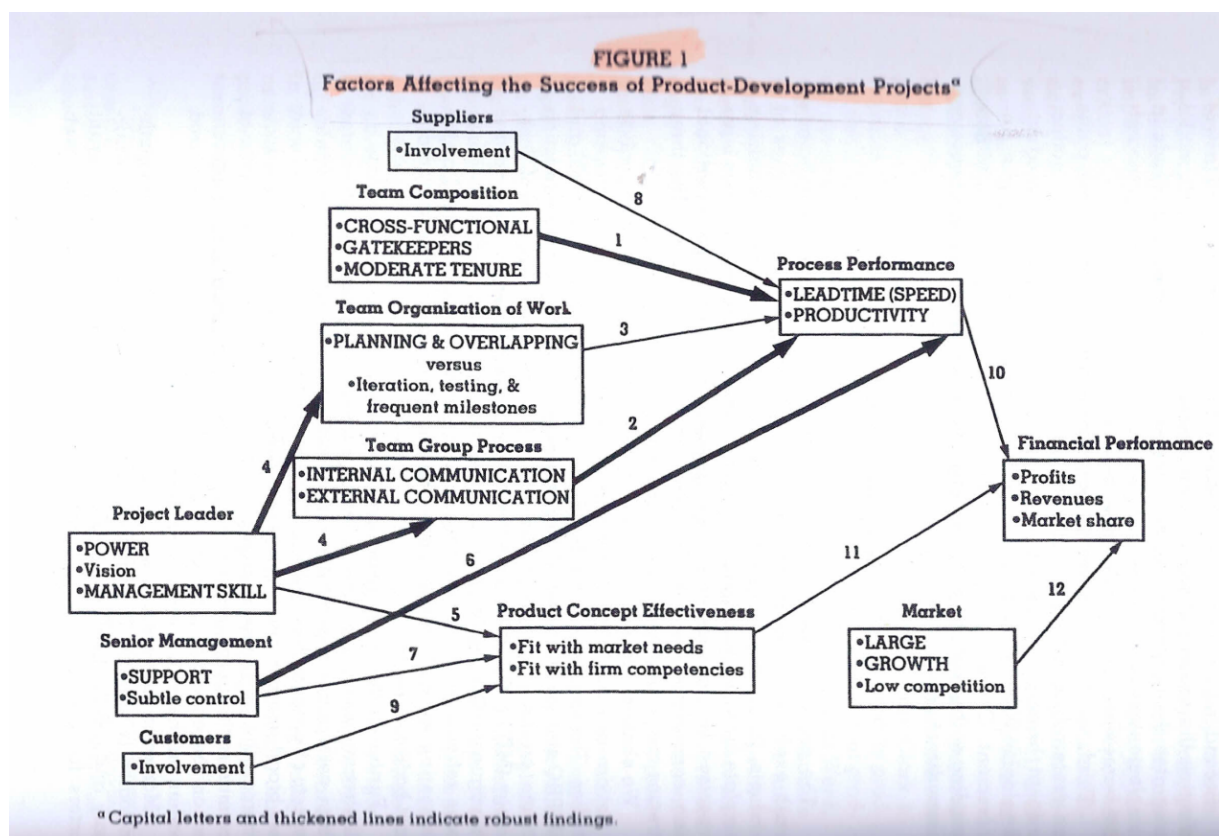 FIGURE 1
Factors Affecting the Success of Product-Development Projectsª
Suppliers
•Involvement
8
Team Composition
•CROSS-FUNCTIONAL
•GATEKEEPERS
•MODERATE TENURE
1
Process Performance
•LEADTIME (SPEED)
•PRODUCTIVITY
Team Organization of Work
•PLANNING & OVERLAPPING
versus
•Iteration, testing, &
frequent milestones
3
10
2
Team Group Process
•INTERNAL COMMUNICATION
•EXTERNAL COMMUNICATION
Financial Performance
•Profits
•Revenues
•Market share
4
Project Leader
•POWER
•Vision
•MANAGEMENT SKILL
4
6
11
5
Product Concept Effectiveness
•Fit with market needs
•Fit with firm competencies
12
Market
•LARGE
•GROWTH
•Low competition
Senior Management
•SUPPORT
•Subtle control
7
9
Customers
•Involvement
ª Capital letters and thickened lines indicate robust findings.